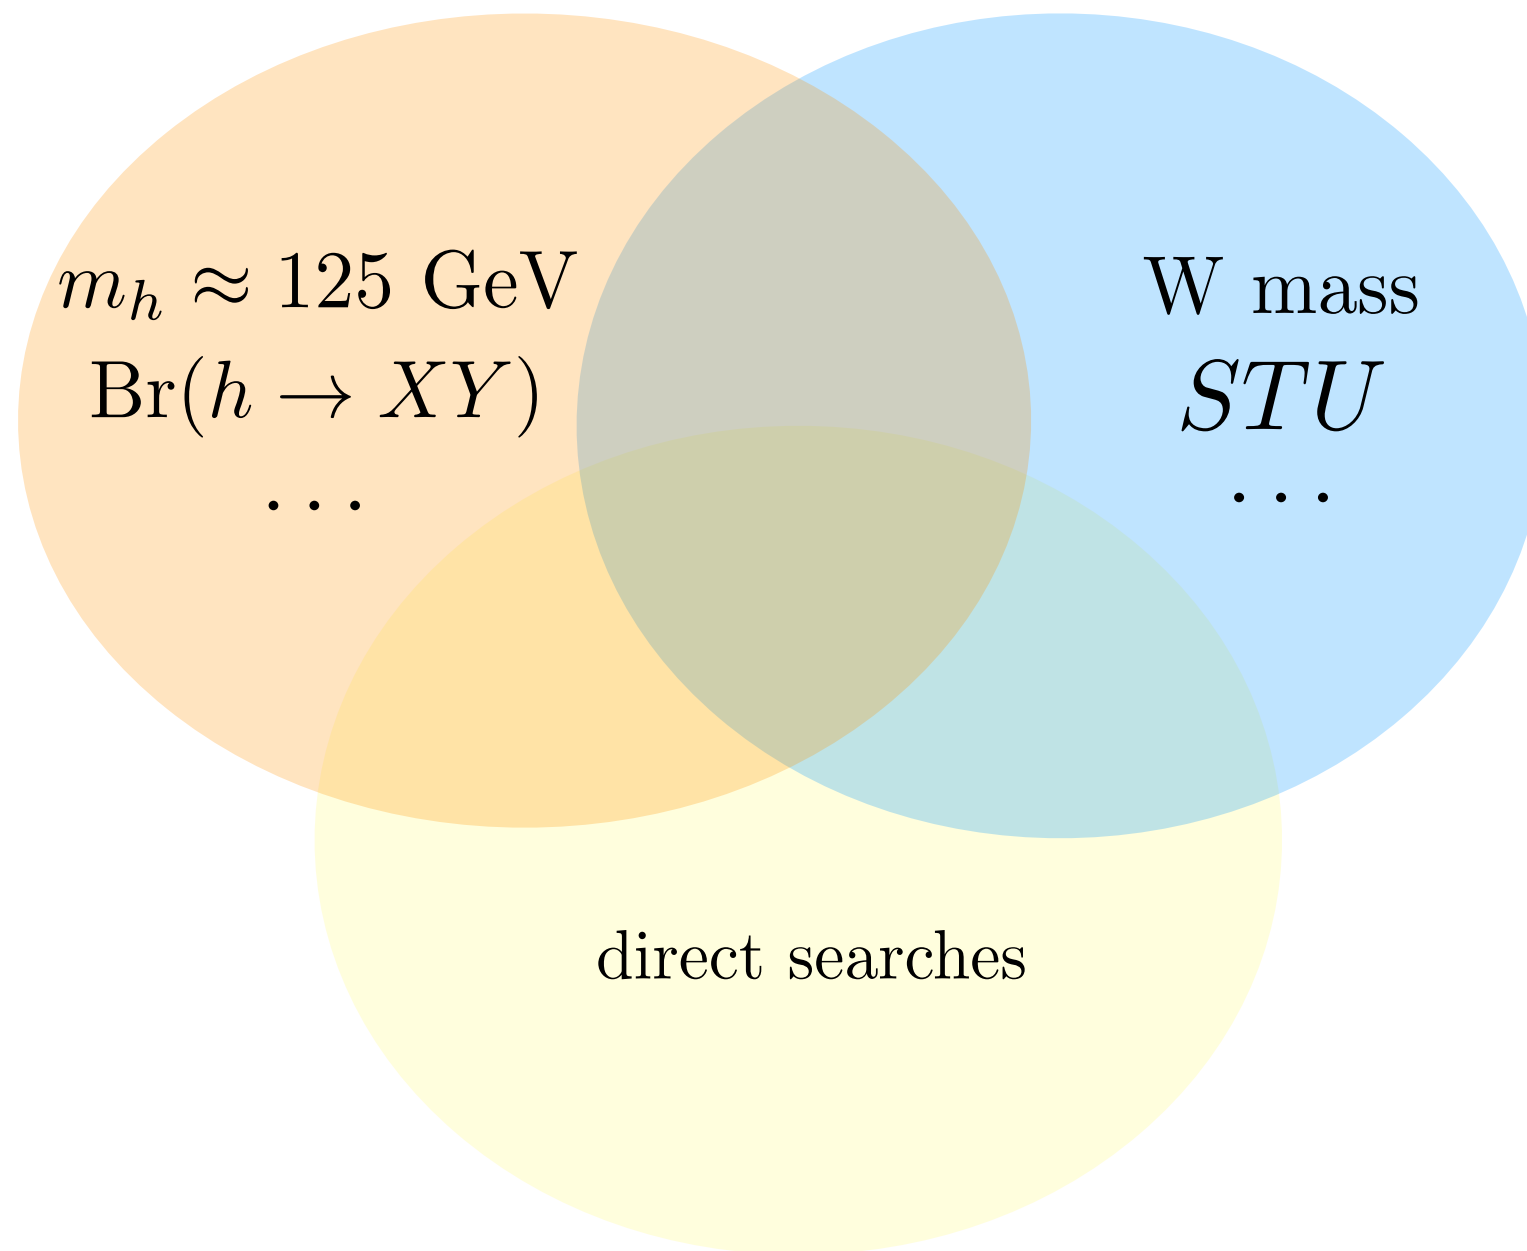 m_h ≈ 125 GeV
Br(h → XY)
...
W mass
STU
...
direct searches